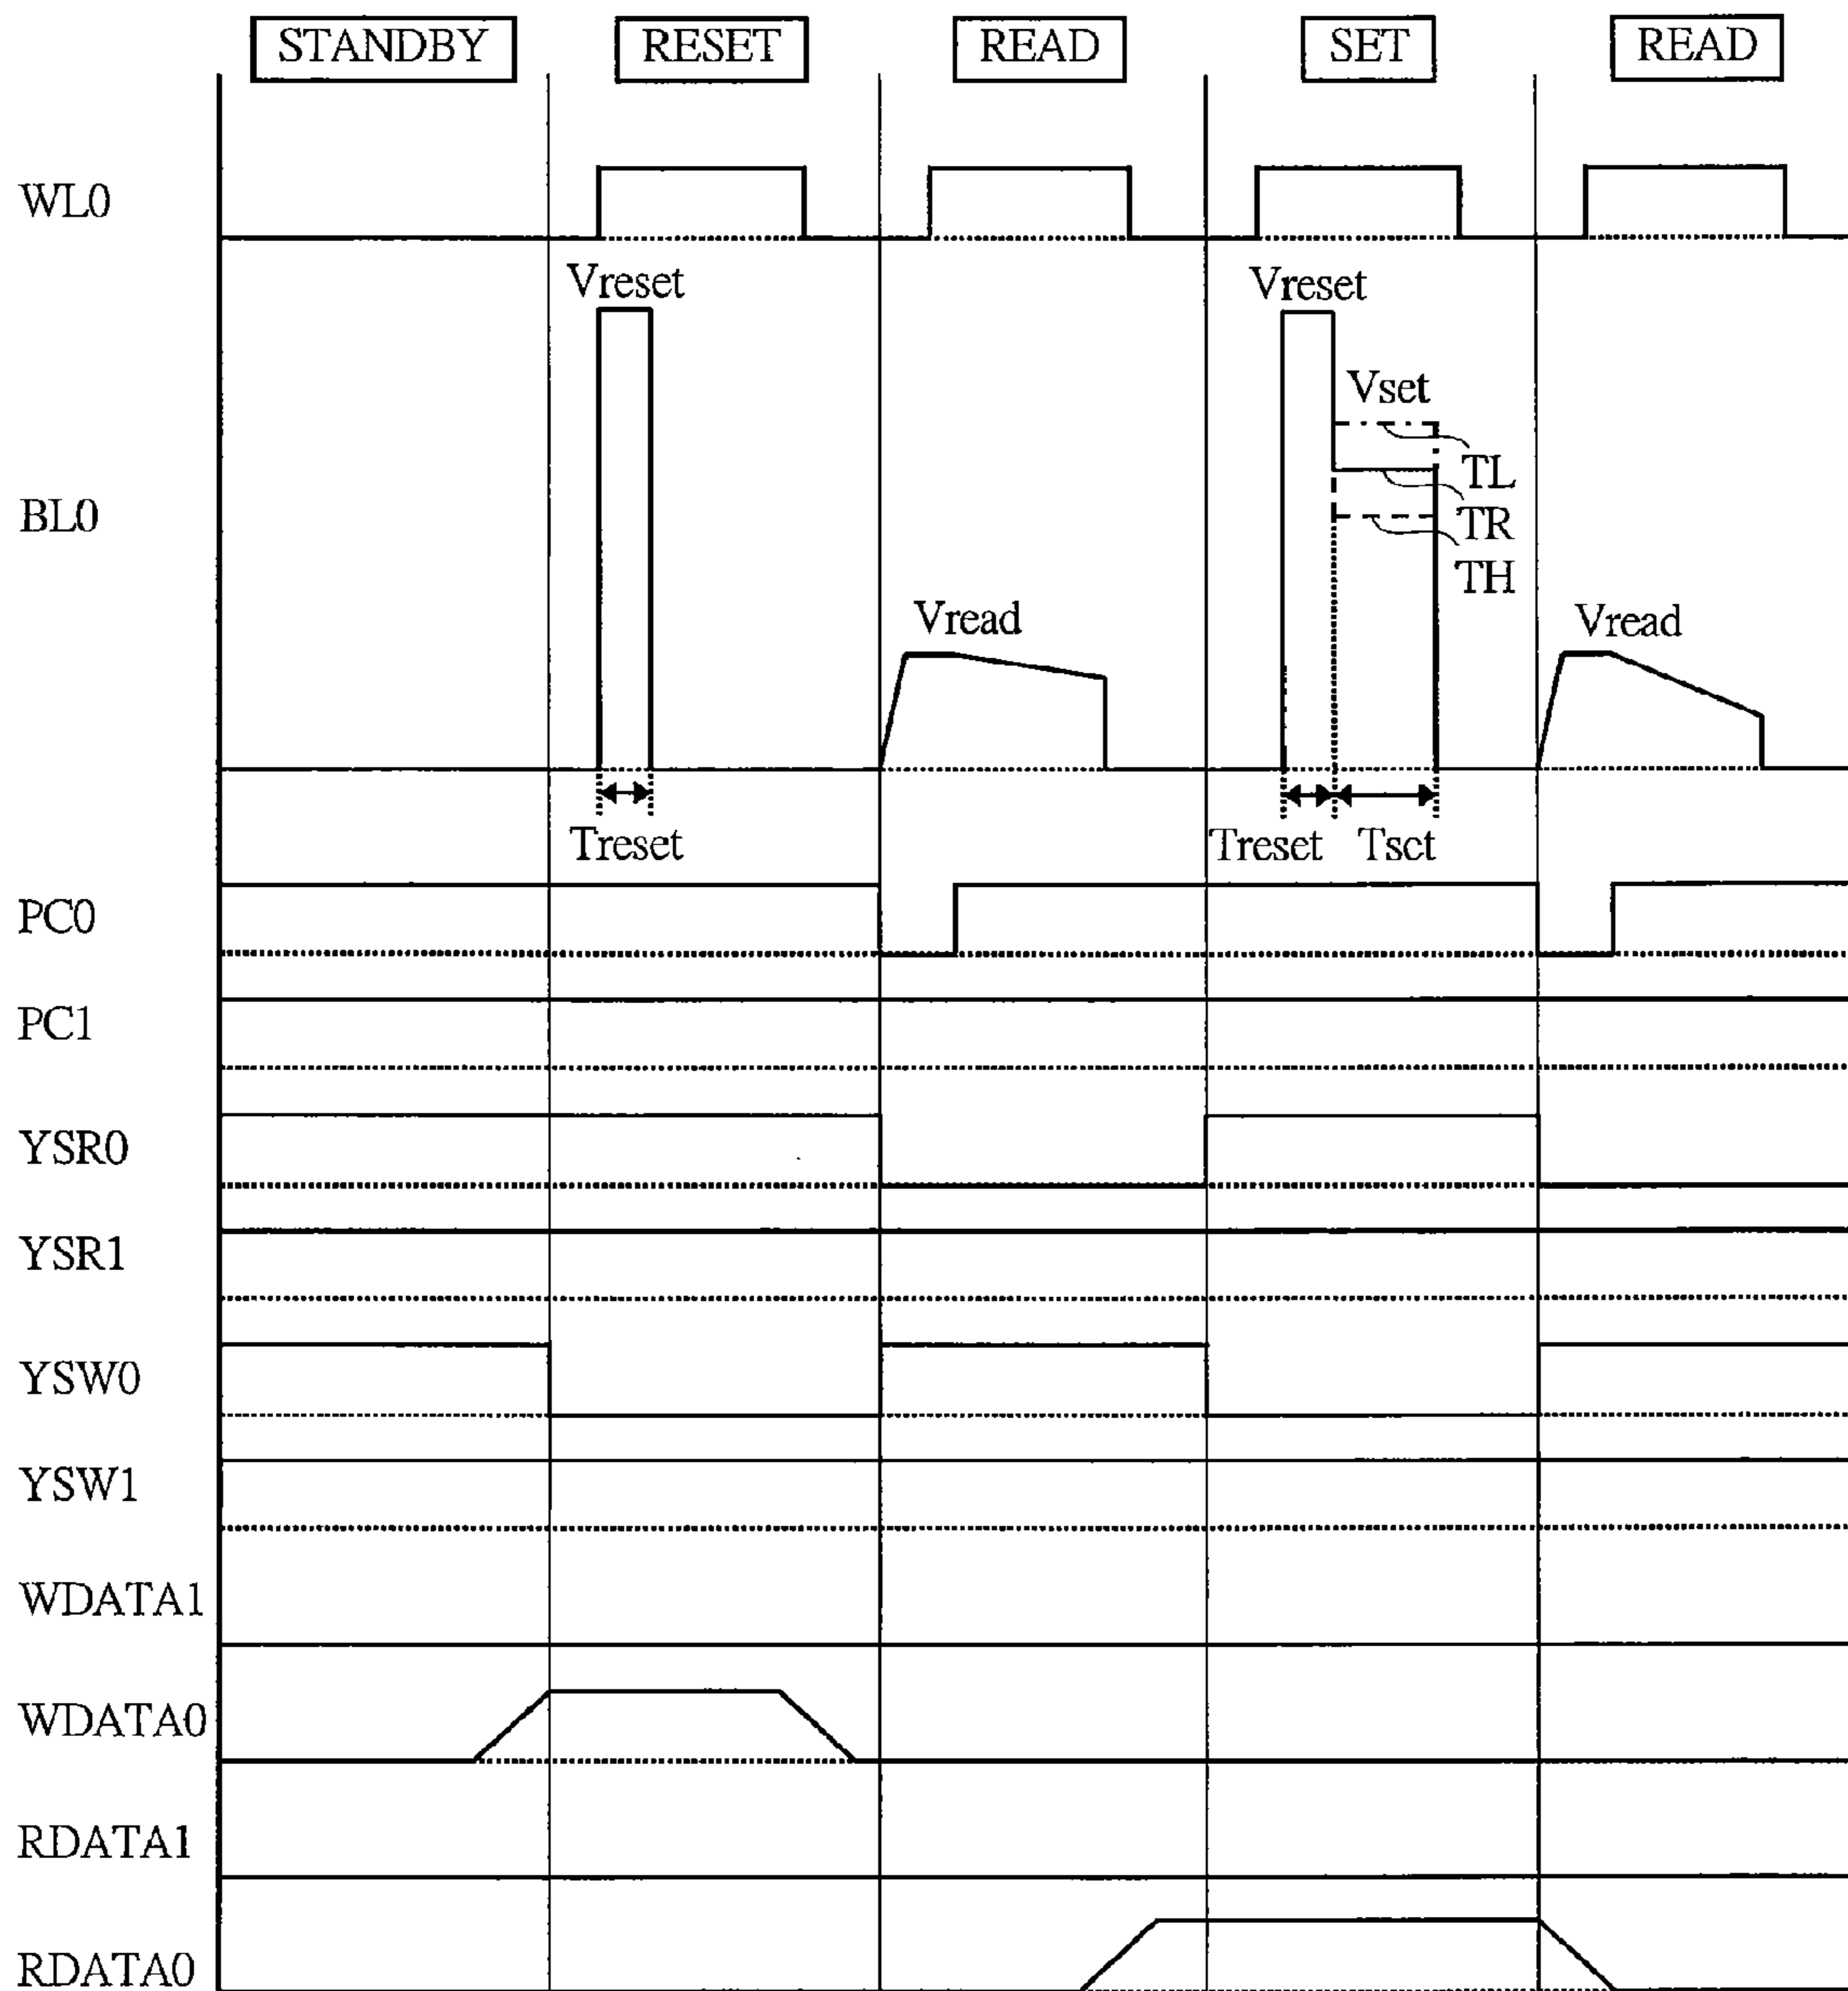 STANDBY RESET READ SET READ
WL0
Vreset Vreset
Vset
TL
BL0 TR
TH
Vread Vread
Treset Treset Tset
PC0
PC1
YSR0
YSR1
YSW0
YSW1
WDATA1
WDATA0
RDATA1
RDATA0